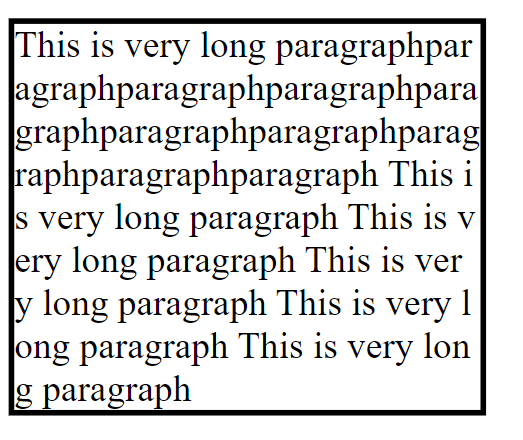 This is very long paragraphpar
agraphparagraphparagraphpara
graphparagraphparagraphparag
raphparagraphparagraph This i
s very long paragraph This is v
ery long paragraph This is ver
y long paragraph This is very l
ong paragraph This is very lon
g paragraph